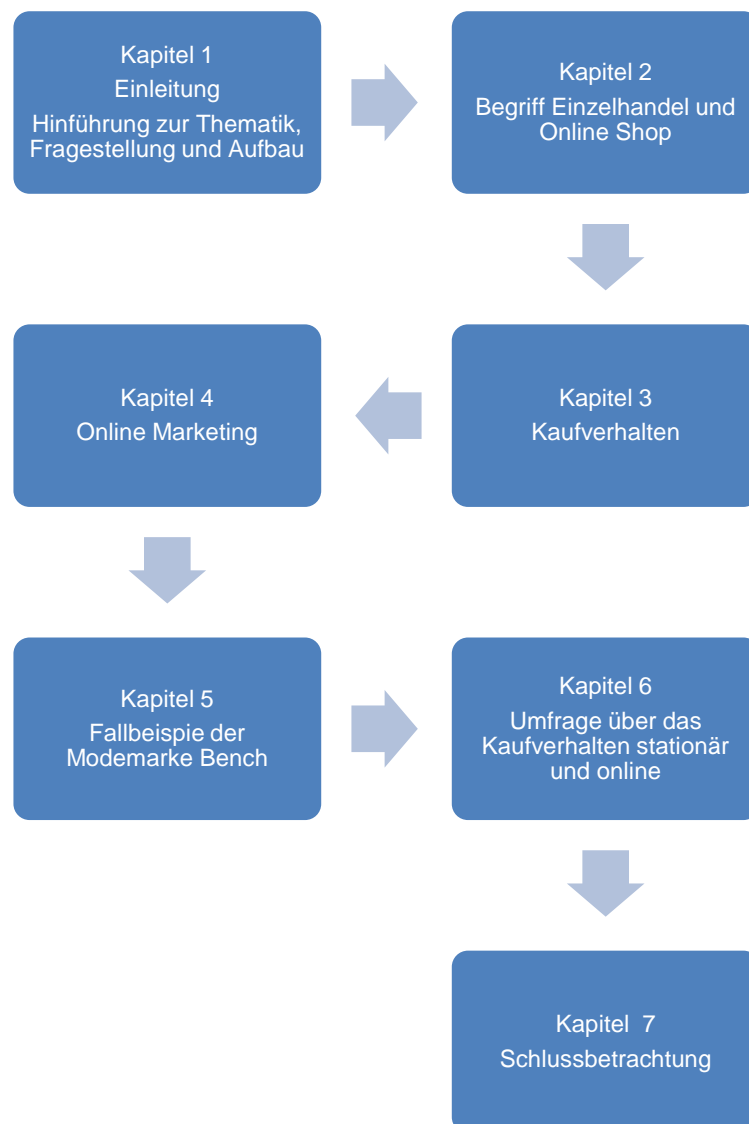 Kapitel 1
Einleitung
Hinführung zur Thematik,
Fragestellung und Aufbau
Kapitel 2
Begriff Einzelhandel und
Online Shop
Kapitel 3
Kaufverhalten
Kapitel 4
Online Marketing
Kapitel 5
Fallbeispie der
Modemarke Bench
Kapitel 6
Umfrage über das
Kaufverhalten stationär
und online
Kapitel 7
Schlussbetrachtung